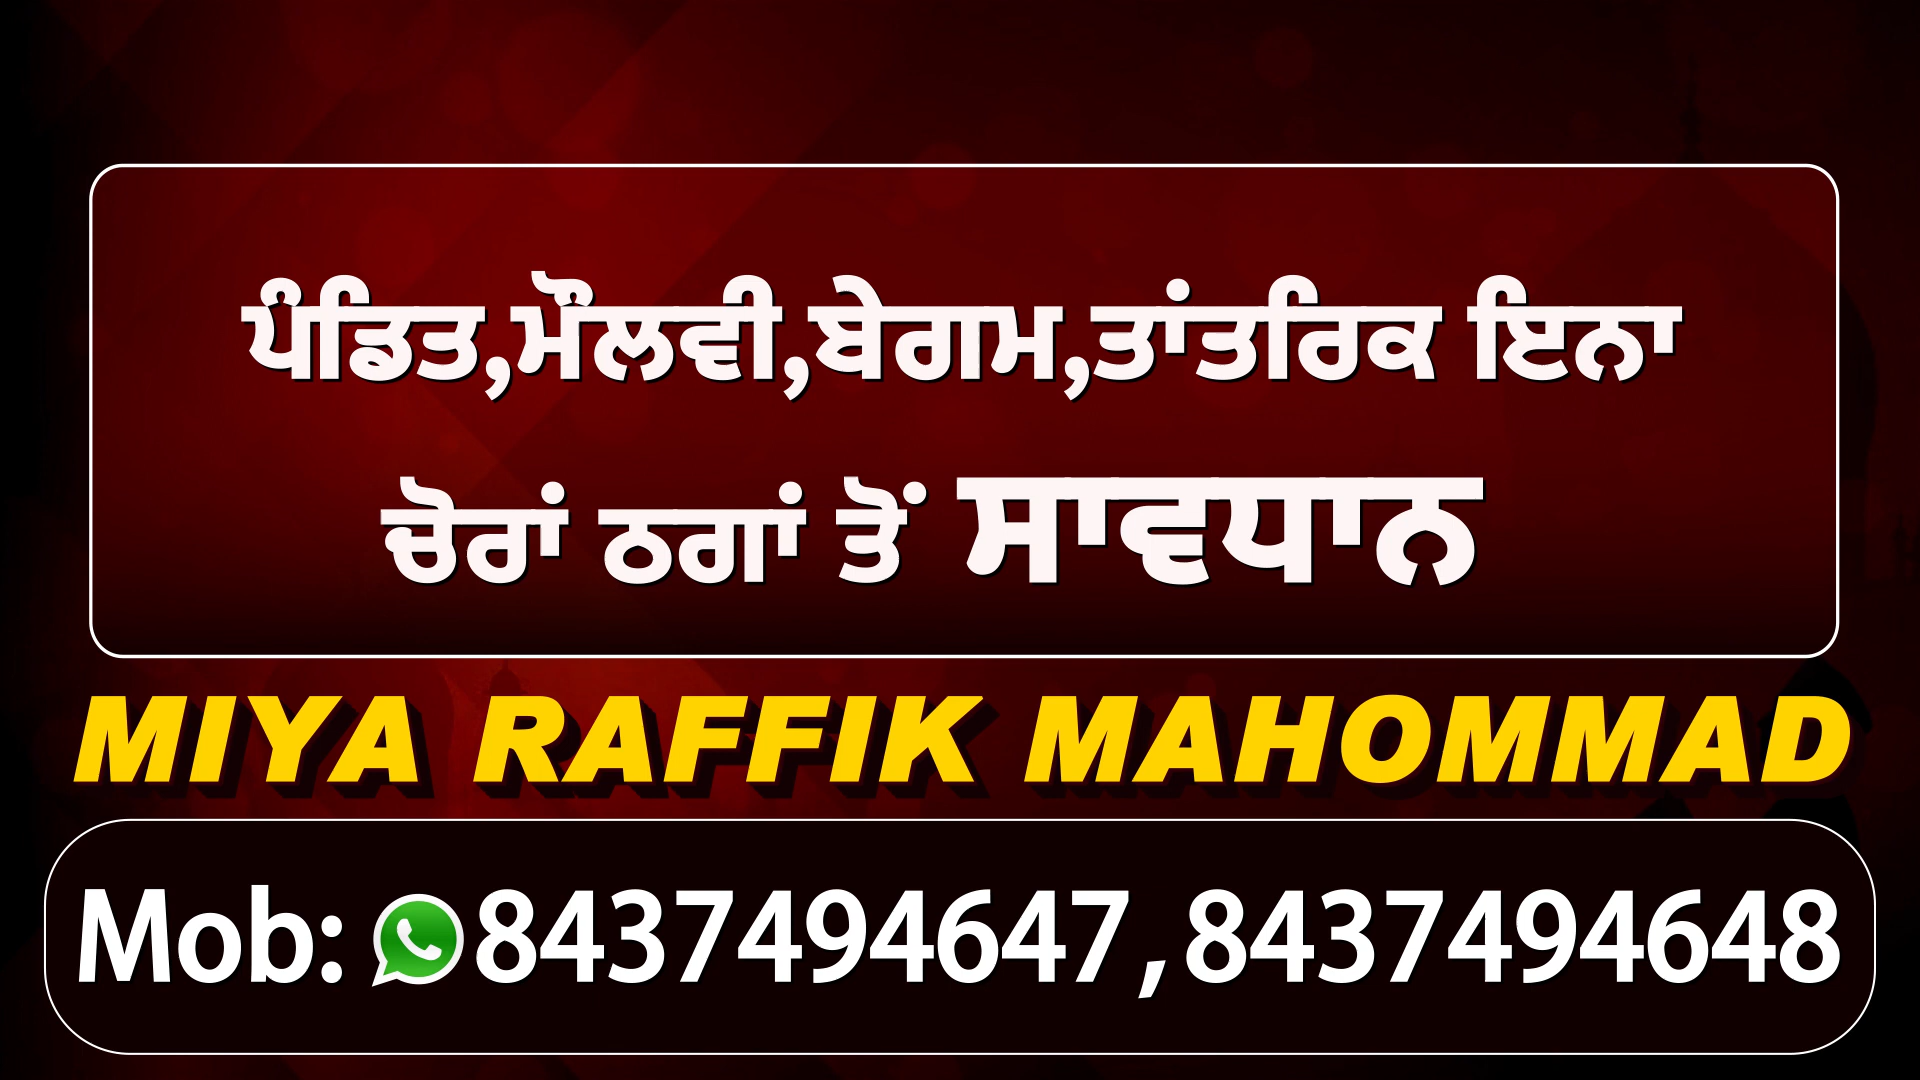 ਪੰਡਿਤ,ਮੌਲਵੀ,ਬੇਗਮ,ਤਾਂਤਰਿਕ ਇਨਾ
ਚੋਰਾਂ ਠਗਾਂ ਤੋਂ ਸਾਵਧਾਨ
MIYA RAFFIK MAHOMMAD
Mob: 8437494647, 8437494648